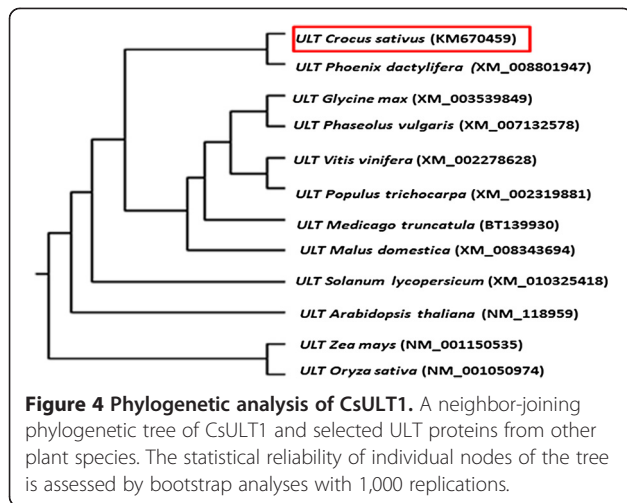 ULT Crocus sativus (KM670459)
ULT Phoenix dactylifera (XM_008801947)
ULT Glycine max (XM_003539849)
ULT Phaseolus vulgaris (XM_007132578)
ULT Vitis vinifera (XM_002278628)
ULT Populus trichocarpa (XM_002319881)
ULT Medicago truncatula (BT139930)
ULT Malus domestica (XM_008343694)
ULT Solanum lycopersicum (XM_010325418)
ULT Arabidopsis thaliana (NM_118959)
ULT Zea mays (NM_001150535)
ULT Oryza sativa (NM_001050974)
Figure 4 Phylogenetic analysis of CsULT1. A neighbor-joining
phylogenetic tree of CsULT1 and selected ULT proteins from other
plant species. The statistical reliability of individual nodes of the tree
is assessed by bootstrap analyses with 1,000 replications.